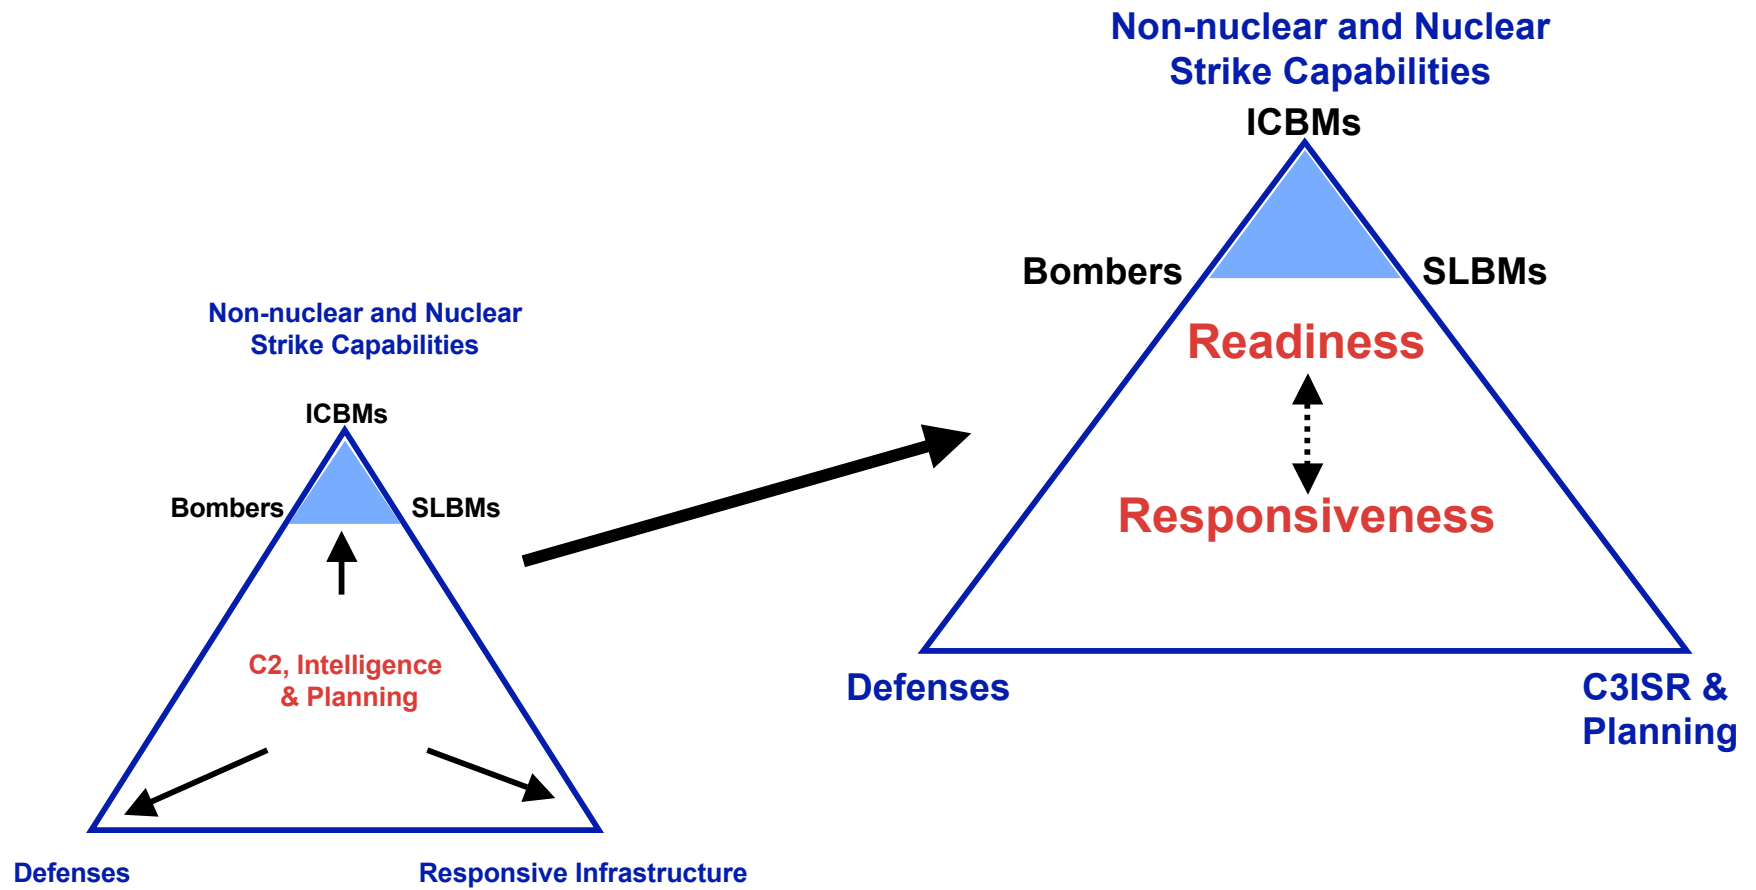 Non-nuclear and Nuclear
Strike Capabilities
ICBMs
Bombers
SLBMs
C2, Intelligence
& Planning
Defenses
Responsive Infrastructure
Non-nuclear and Nuclear
Strike Capabilities
ICBMs
Bombers
SLBMs
Readiness
Responsiveness
Defenses
C3ISR &
Planning